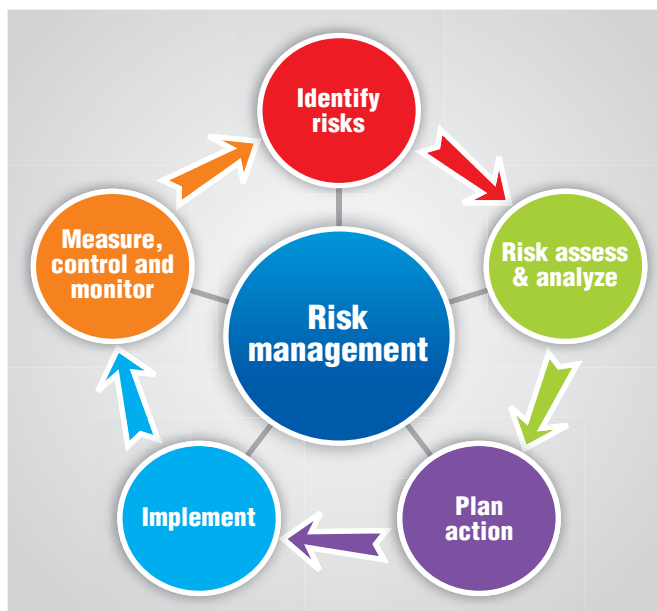 Identify
risks
Risk assess
& analyze
Plan
action
Implement
Measure,
control and
monitor
Risk
management